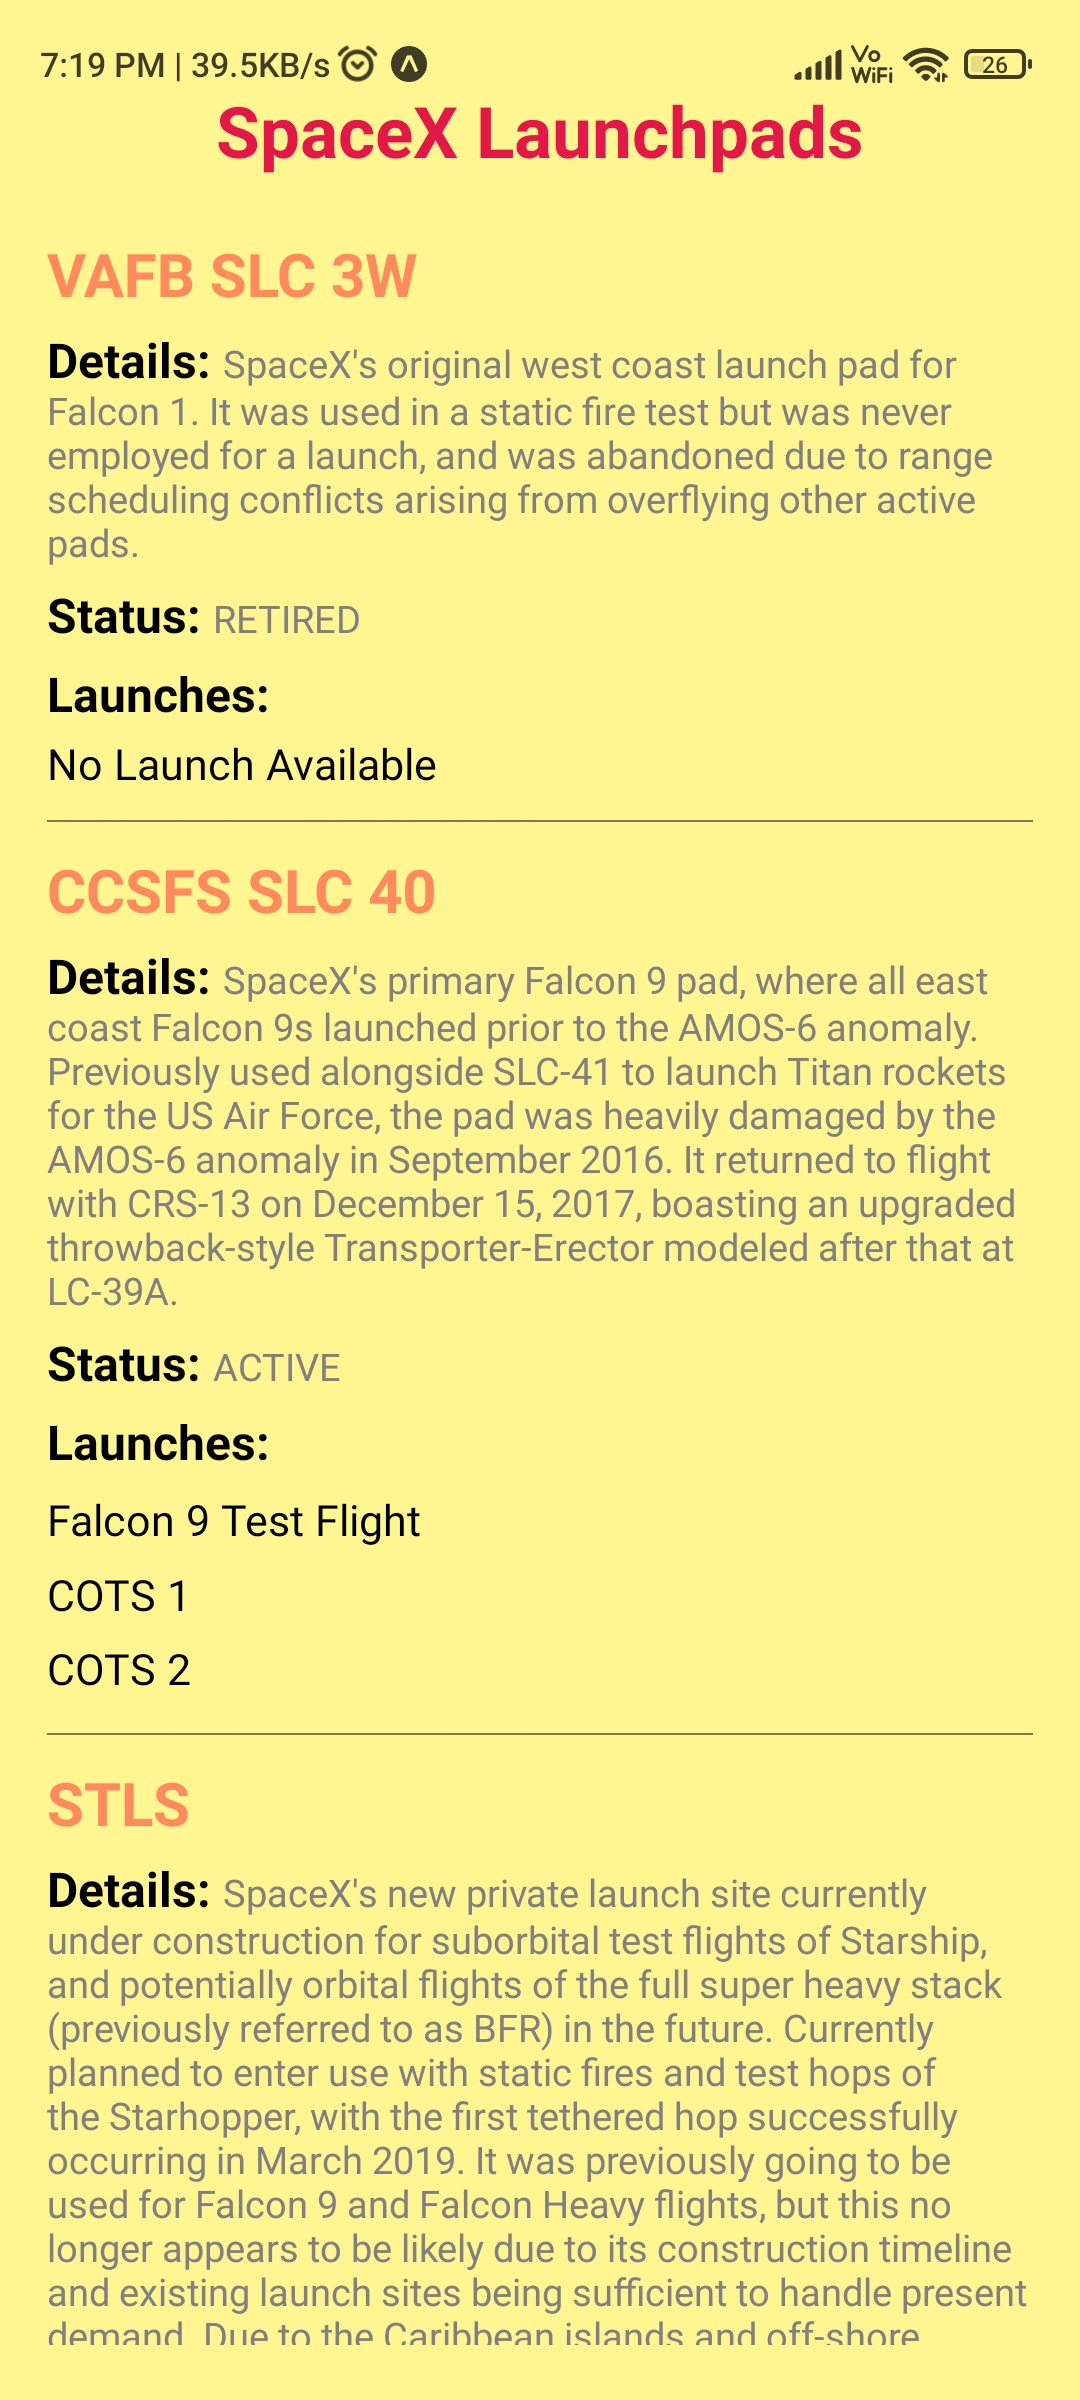 7:19 PM | 39.5KB/s
Vo
WiFi
26
SpaceX Launchpads
VAFB SLC 3W
Details: SpaceX's original west coast launch pad for
Falcon 1. It was used in a static fire test but was never
employed for a launch, and was abandoned due to range
scheduling conflicts arising from overflying other active
pads.
Status: RETIRED
Launches:
No Launch Available
CCSFS SLC 40
Details: SpaceX's primary Falcon 9 pad, where all east
coast Falcon 9s launched prior to the AMOS-6 anomaly.
Previously used alongside SLC-41 to launch Titan rockets
for the US Air Force, the pad was heavily damaged by the
AMOS-6 anomaly in September 2016. It returned to flight
with CRS-13 on December 15, 2017, boasting an upgraded
throwback-style Transporter-Erector modeled after that at
LC-39A.
Status: ACTIVE
Launches:
Falcon 9 Test Flight
COTS 1
COTS 2
STLS
Details: SpaceX's new private launch site currently
under construction for suborbital test flights of Starship,
and potentially orbital flights of the full super heavy stack
(previously referred to as BFR) in the future. Currently
planned to enter use with static fires and test hops of
the Starhopper, with the first tethered hop successfully
occurring in March 2019. It was previously going to be
used for Falcon 9 and Falcon Heavy flights, but this no
longer appears to be likely due to its construction timeline
and existing launch sites being sufficient to handle present
demand. Due to the Caribbean islands and off-shore